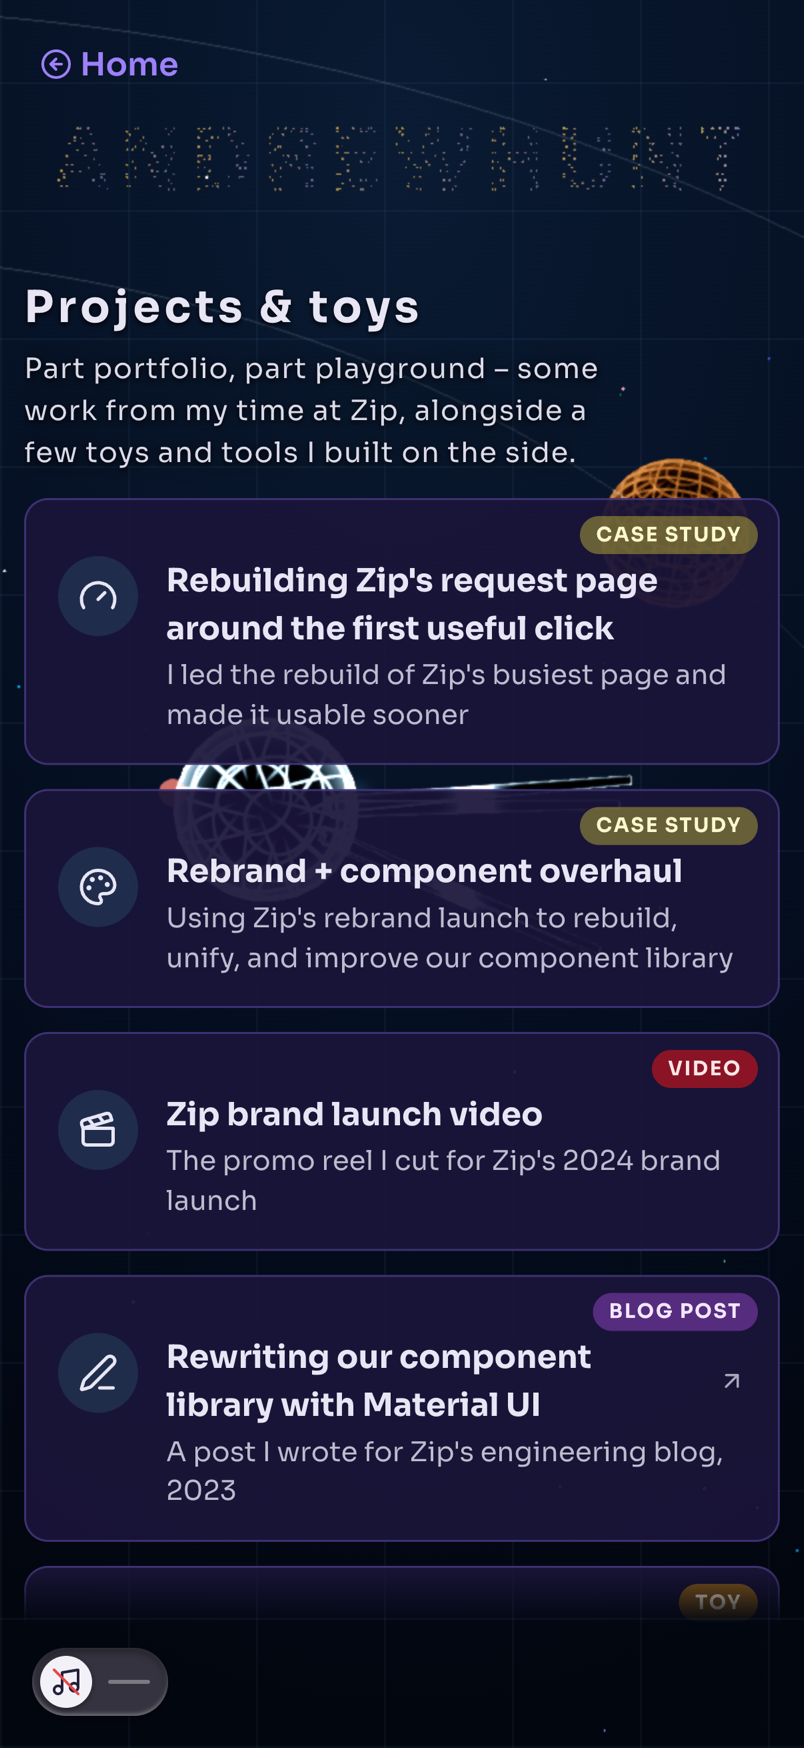 Home
ANDREWHUNT
Projects & toys
Part portfolio, part playground – some
work from my time at Zip, alongside a
few toys and tools I built on the side.
CASE STUDY
Rebuilding Zip's request page
around the first useful click
I led the rebuild of Zip's busiest page and
made it usable sooner
CASE STUDY
Rebrand + component overhaul
Using Zip's rebrand launch to rebuild,
unify, and improve our component library
VIDEO
Zip brand launch video
The promo reel I cut for Zip's 2024 brand
launch
BLOG POST
Rewriting our component
library with Material UI
A post I wrote for Zip's engineering blog,
2023
TOY